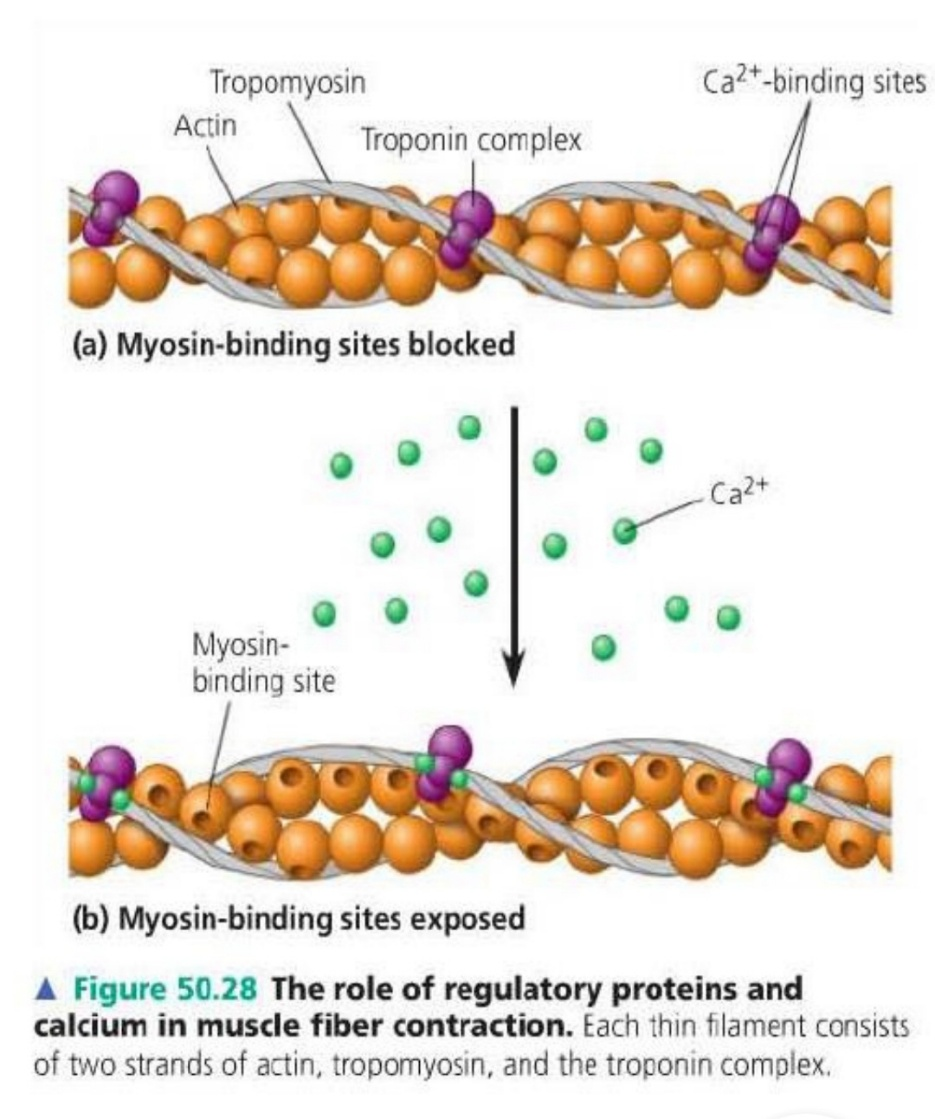 Tropomyosin
Ca²⁺-binding sites
Actin
Troponin complex
(a) Myosin-binding sites blocked
Ca²⁺
Myosin-
binding site
(b) Myosin-binding sites exposed
▲ Figure 50.28 The role of regulatory proteins and
calcium in muscle fiber contraction. Each thin filament consists
of two strands of actin, tropomyosin, and the troponin complex.